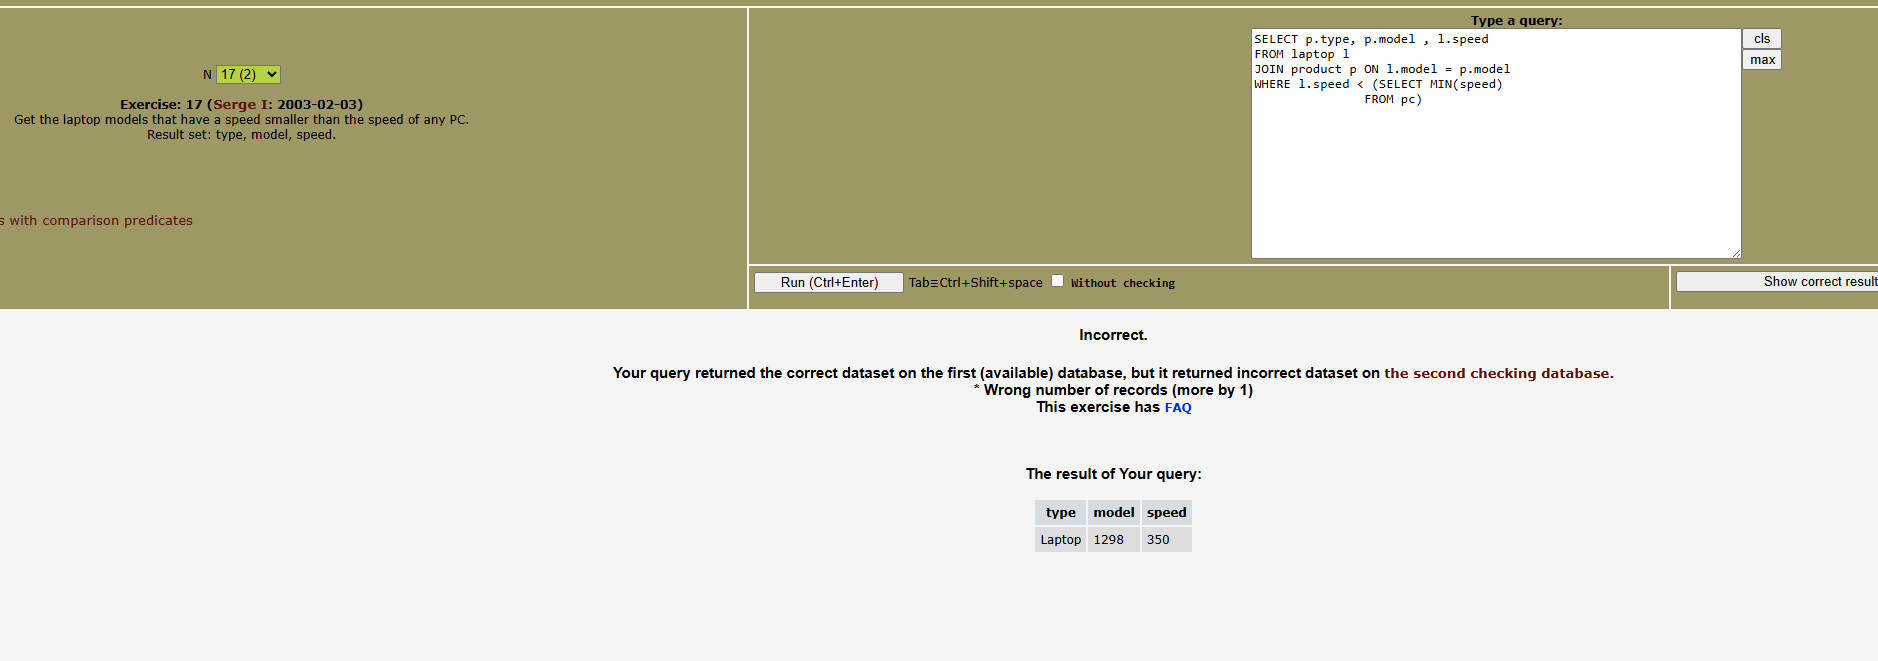 N 17 (2)
Exercise: 17 (Serge I: 2003-02-03)
Get the laptop models that have a speed smaller than the speed of any PC.
Result set: type, model, speed.
s with comparison predicates
Type a query:
SELECT p.type, p.model , l.speed
FROM laptop l
JOIN product p ON l.model = p.model
WHERE l.speed < (SELECT MIN(speed)
FROM pc)
cls
max
Run (Ctrl+Enter) Tab≡Ctrl+Shift+space Without checking
Show correct result
Incorrect.
Your query returned the correct dataset on the first (available) database, but it returned incorrect dataset on the second checking database.
* Wrong number of records (more by 1)
This exercise has FAQ
The result of Your query:
type model speed
Laptop 1298 350